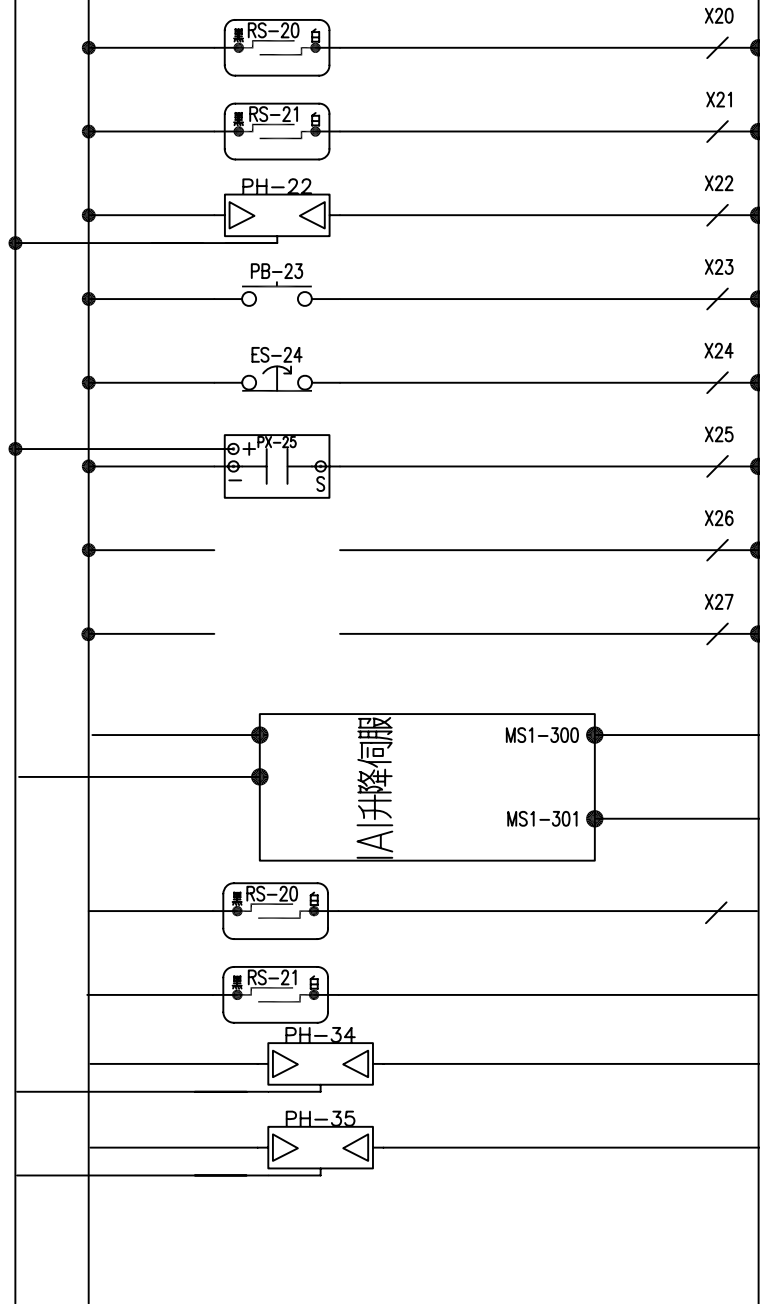 X20
黑 RS-20 白
X21
黑 RS-21 白
X22
PH-22
X23
PB-23
X24
ES-24
X25
+ PX-25
- S
X26
X27
IAI升降伺服
MS1-300
MS1-301
黑 RS-20 白
黑 RS-21 白
PH-34
PH-35